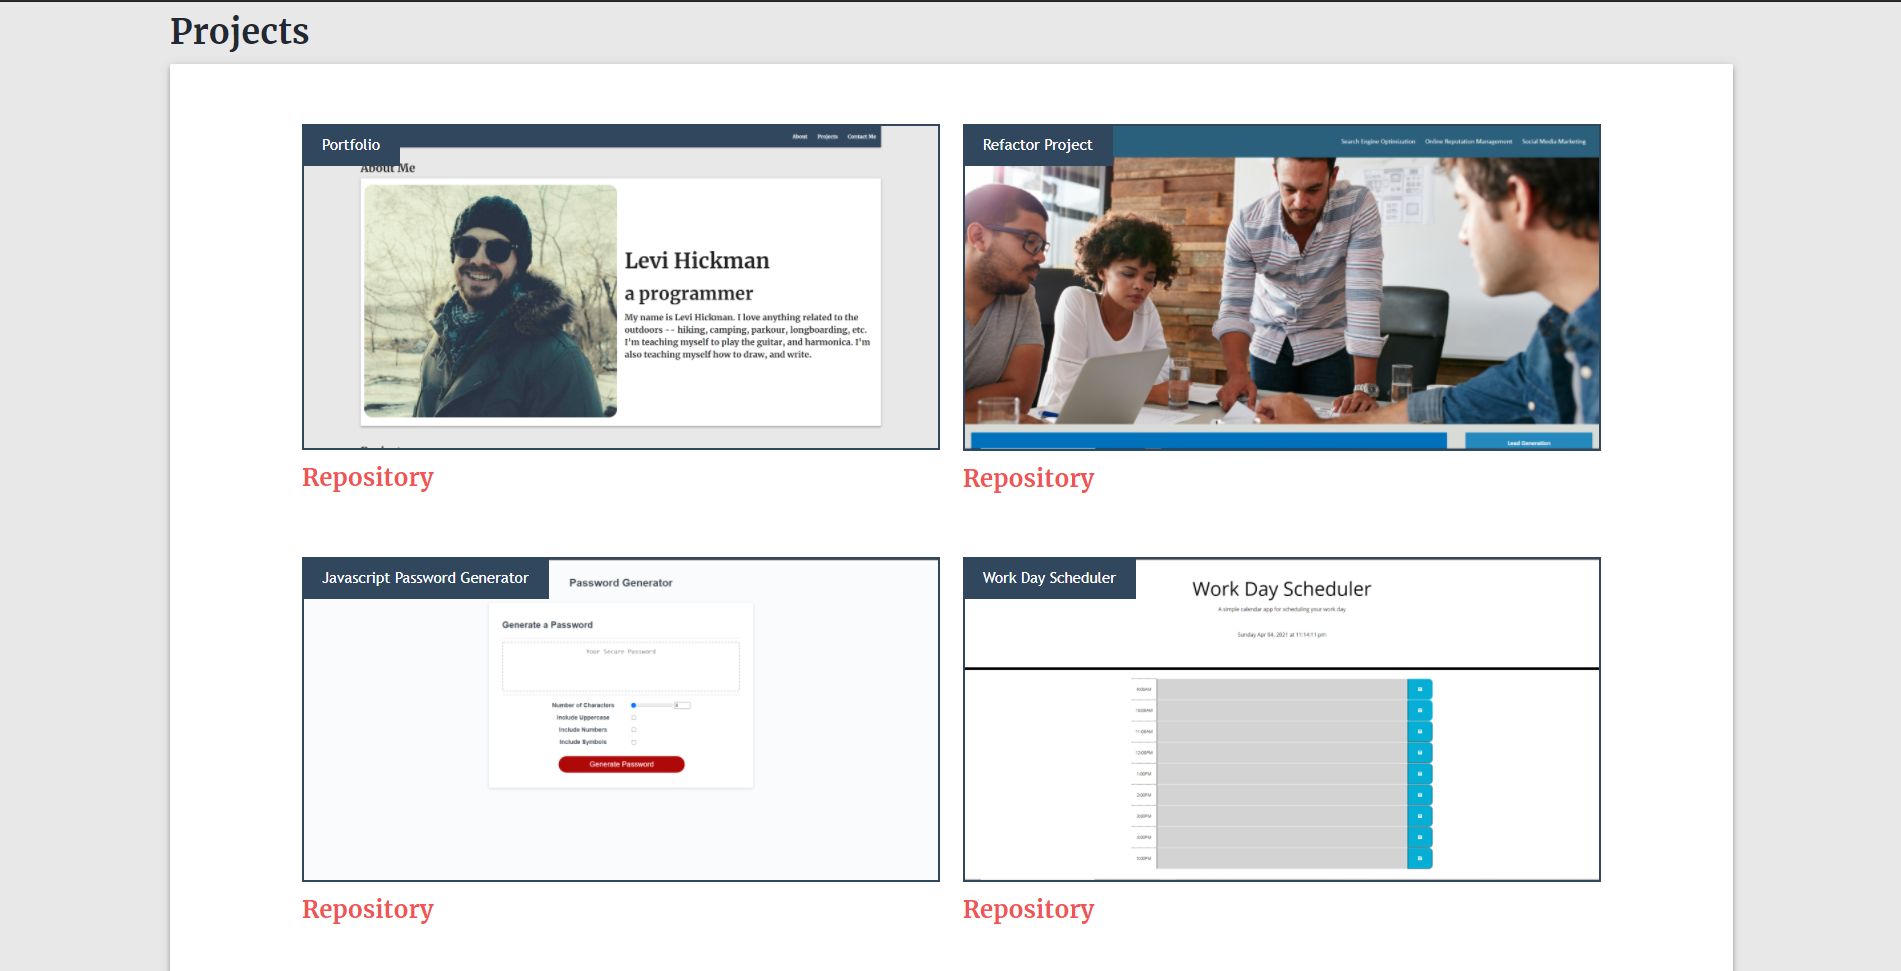 Projects
Portfolio
About Projects Contact Me
About Me
Levi Hickman
a programmer
My name is Levi Hickman. I love anything related to the
outdoors -- hiking, camping, parkour, longboarding, etc.
I'm teaching myself to play the guitar, and harmonica. I'm
also teaching myself how to draw, and write.
Repository
Refactor Project
Search Engine Optimization Online Reputation Management Social Media Marketing
Lead Generation
Repository
Javascript Password Generator
Password Generator
Generate a Password
Your Secure Password
Number of Characters
Include Uppercase
Include Numbers
Include Symbols
Generate Password
Repository
Work Day Scheduler
Work Day Scheduler
A simple calendar app for scheduling your work day
Sunday Apr 04, 2021 at 11:14:11 pm
9:00AM
10:00AM
11:00AM
12:00PM
1:00PM
2:00PM
3:00PM
4:00PM
5:00PM
Repository